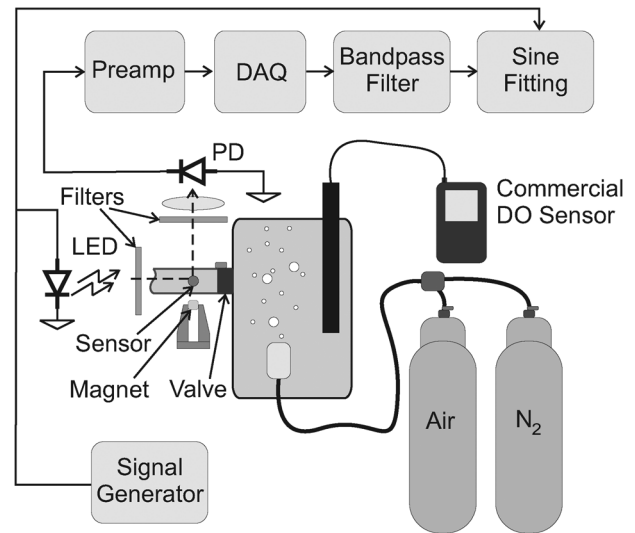 Preamp
DAQ
Bandpass
Filter
Sine
Fitting
PD
Filters
LED
Commercial
DO Sensor
Sensor
Magnet
Valve
Air
N2
Signal
Generator